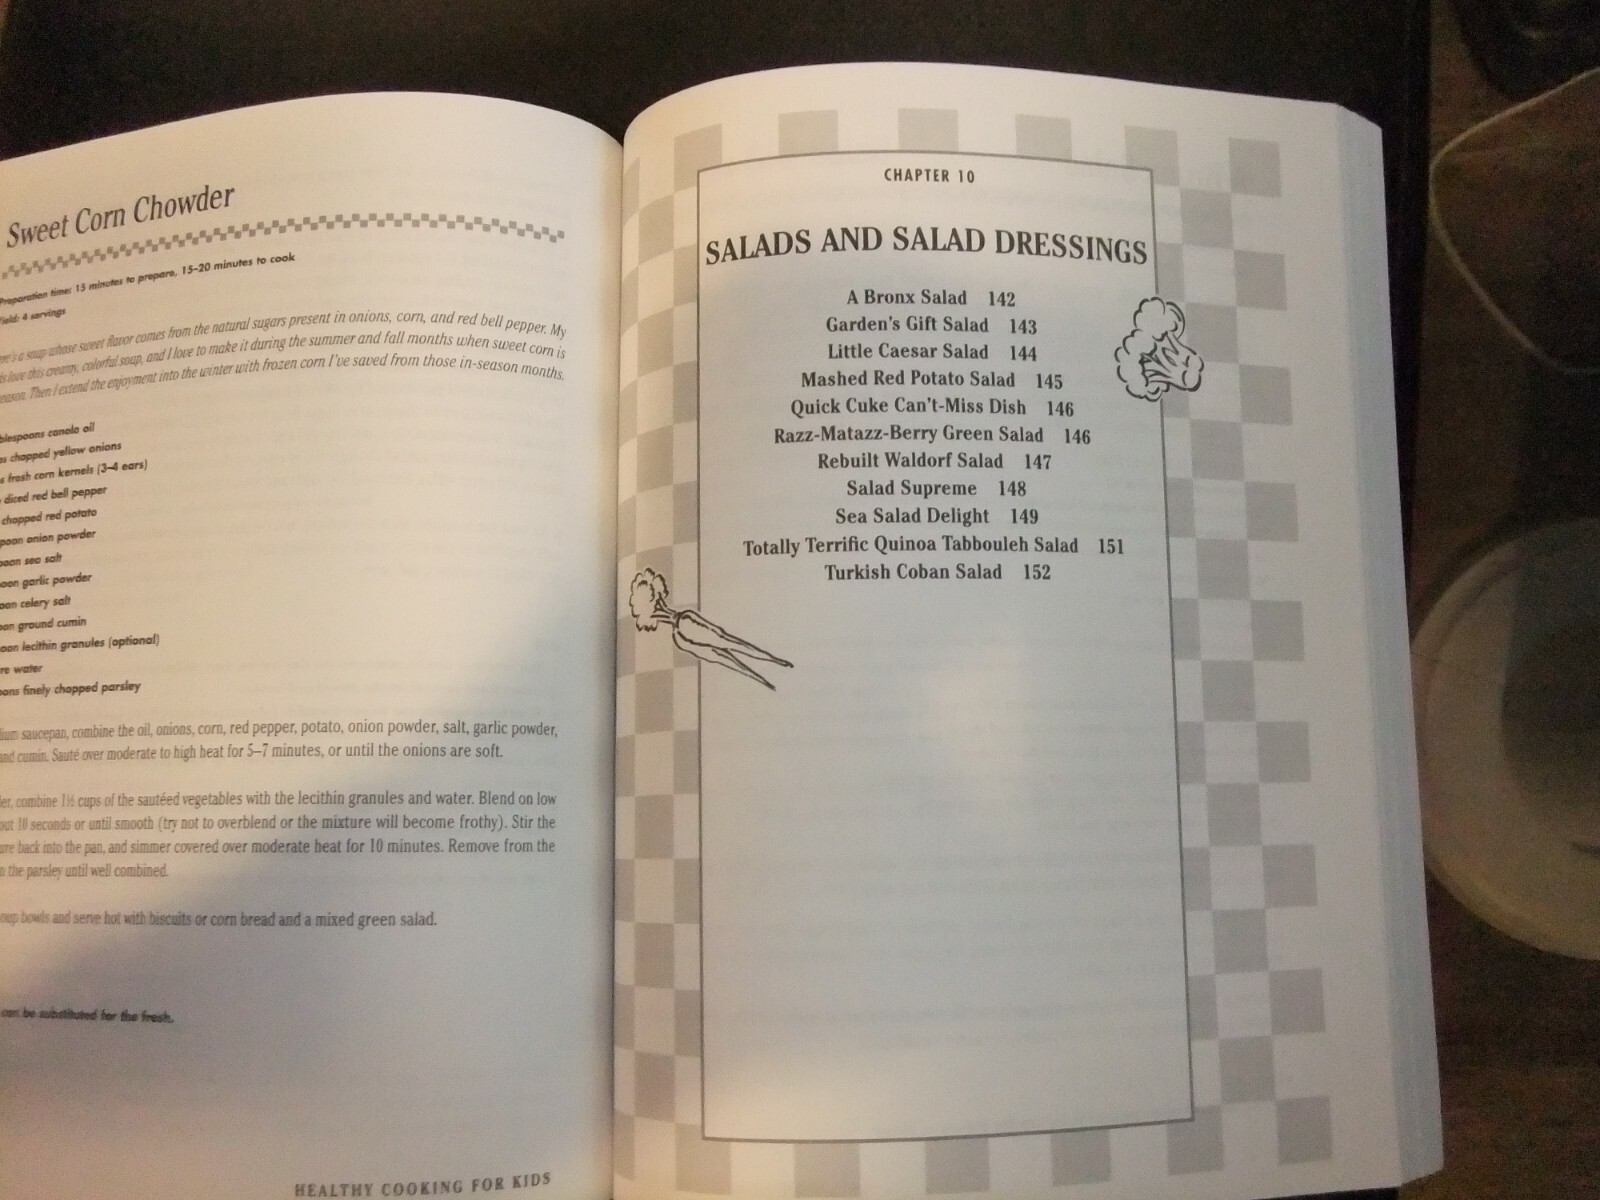 Sweet Corn Chowder
Preparation time: 15 minutes to prepare, 15–20 minutes to cook
4 servings
a soup whose sweet flavor comes from the natural sugars present in onions, corn, and red bell pepper. My
love this creamy, colorful soup, and I love to make it during the summer and fall months when sweet corn is
Then I extend the enjoyment into the winter with frozen corn I've saved from those in-season months.
canola oil
chopped yellow onions
fresh corn kernels (3–4 ears)
diced red bell pepper
chopped red potato
onion powder
sea salt
garlic powder
celery salt
ground cumin
lecithin granules (optional)
water
finely chopped parsley
saucepan, combine the oil, onions, corn, red pepper, potato, onion powder, salt, garlic powder,
and cumin. Sauté over moderate to high heat for 5–7 minutes, or until the onions are soft.
combine 1½ cups of the sautéed vegetables with the lecithin granules and water. Blend on low
10 seconds or until smooth (try not to overblend or the mixture will become frothy). Stir the
back into the pan, and simmer covered over moderate heat for 10 minutes. Remove from the
the parsley until well combined.
bowls and serve hot with biscuits or corn bread and a mixed green salad.
can be substituted for the fresh.
HEALTHY COOKING FOR KIDS
CHAPTER 10
SALADS AND SALAD DRESSINGS
A Bronx Salad 142
Garden's Gift Salad 143
Little Caesar Salad 144
Mashed Red Potato Salad 145
Quick Cuke Can't-Miss Dish 146
Razz-Matazz-Berry Green Salad 146
Rebuilt Waldorf Salad 147
Salad Supreme 148
Sea Salad Delight 149
Totally Terrific Quinoa Tabbouleh Salad 151
Turkish Coban Salad 152